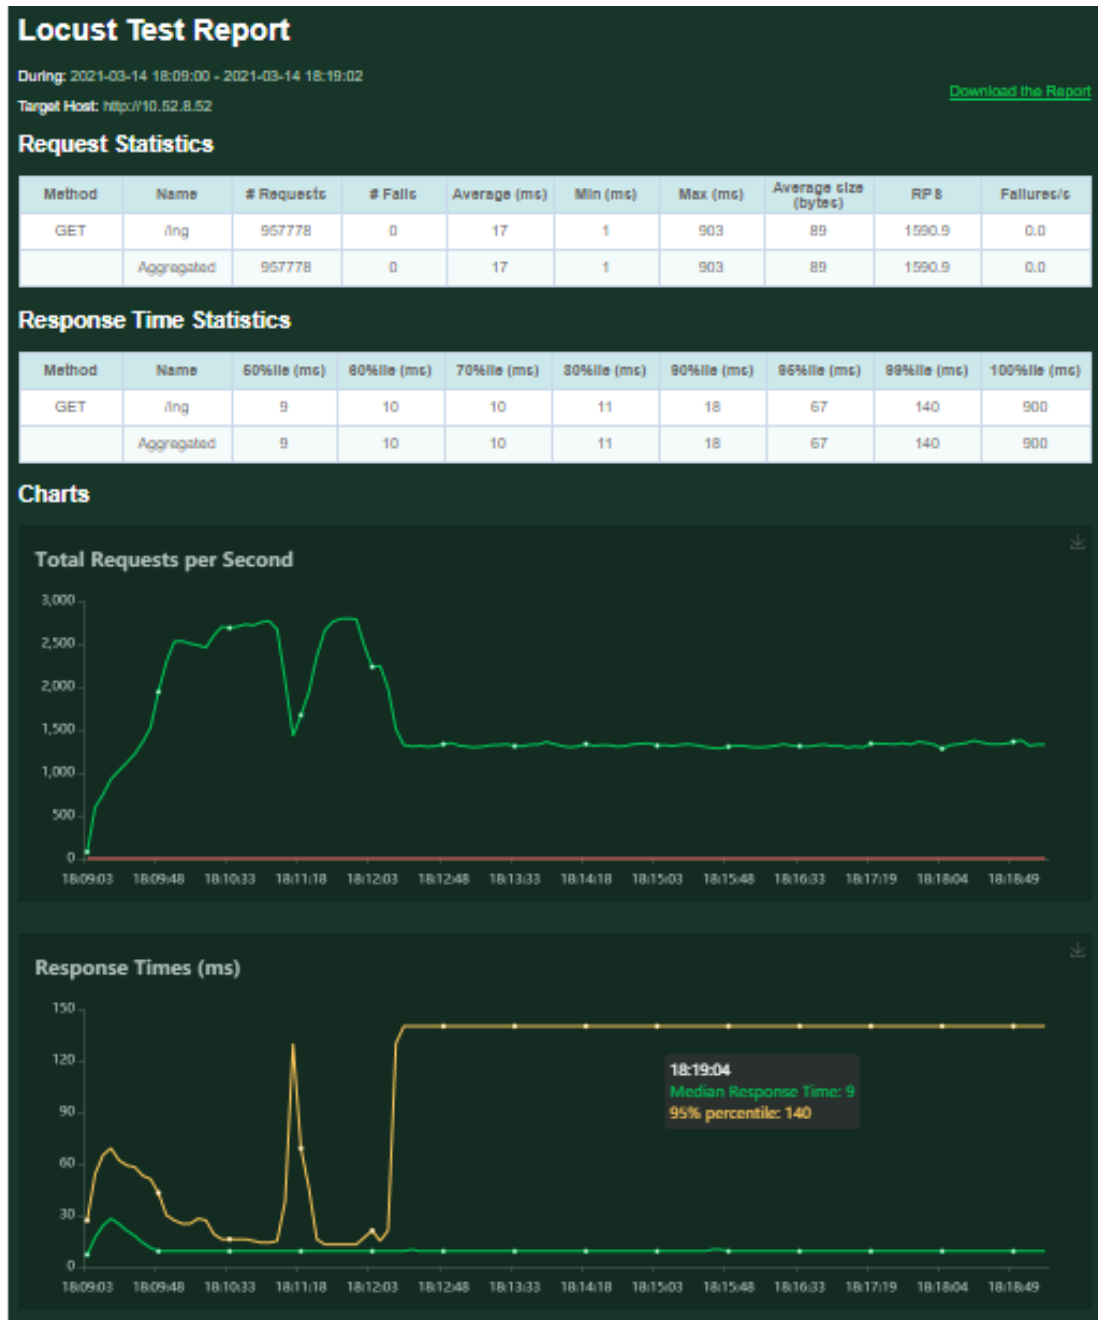 Locust Test Report
During: 2021-03-14 18:09:00 - 2021-03-14 18:19:02
Download the Report
Target Host: http://10.52.8.52
Request Statistics
Method Name # Requests # Fails Average (ms) Min (ms) Max (ms) Average size (bytes) RPS Failures/s
GET /ing 957778 0 17 1 903 89 1590.9 0.0
Aggregated 957778 0 17 1 903 89 1590.9 0.0
Response Time Statistics
Method Name 50%ile (ms) 60%ile (ms) 70%ile (ms) 80%ile (ms) 90%ile (ms) 95%ile (ms) 99%ile (ms) 100%ile (ms)
GET /ing 9 10 10 11 18 67 140 900
Aggregated 9 10 10 11 18 67 140 900
Charts
Total Requests per Second
3,000
2,500
2,000
1,500
1,000
500
0
18:09:03 18:09:48 18:10:33 18:11:18 18:12:03 18:12:48 18:13:33 18:14:18 18:15:03 18:15:48 18:16:33 18:17:19 18:18:04 18:18:49
Response Times (ms)
150
120
90
60
30
0
18:19:04
Median Response Time: 9
95% percentile: 140
18:09:03 18:09:48 18:10:33 18:11:18 18:12:03 18:12:48 18:13:33 18:14:18 18:15:03 18:15:48 18:16:33 18:17:19 18:18:04 18:18:49